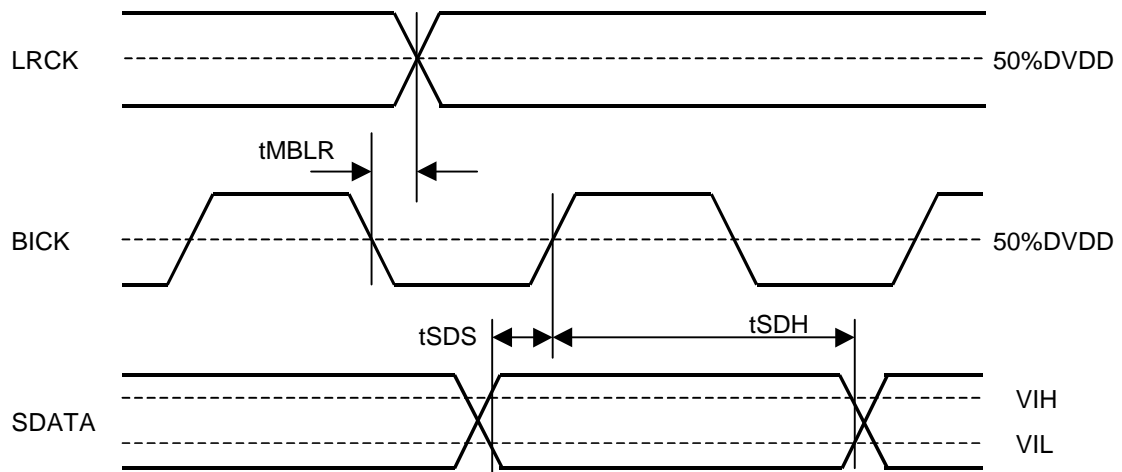 LRCK
50%DVDD
tMBLR
BICK
50%DVDD
tSDS
tSDH
SDATA
VIH
VIL